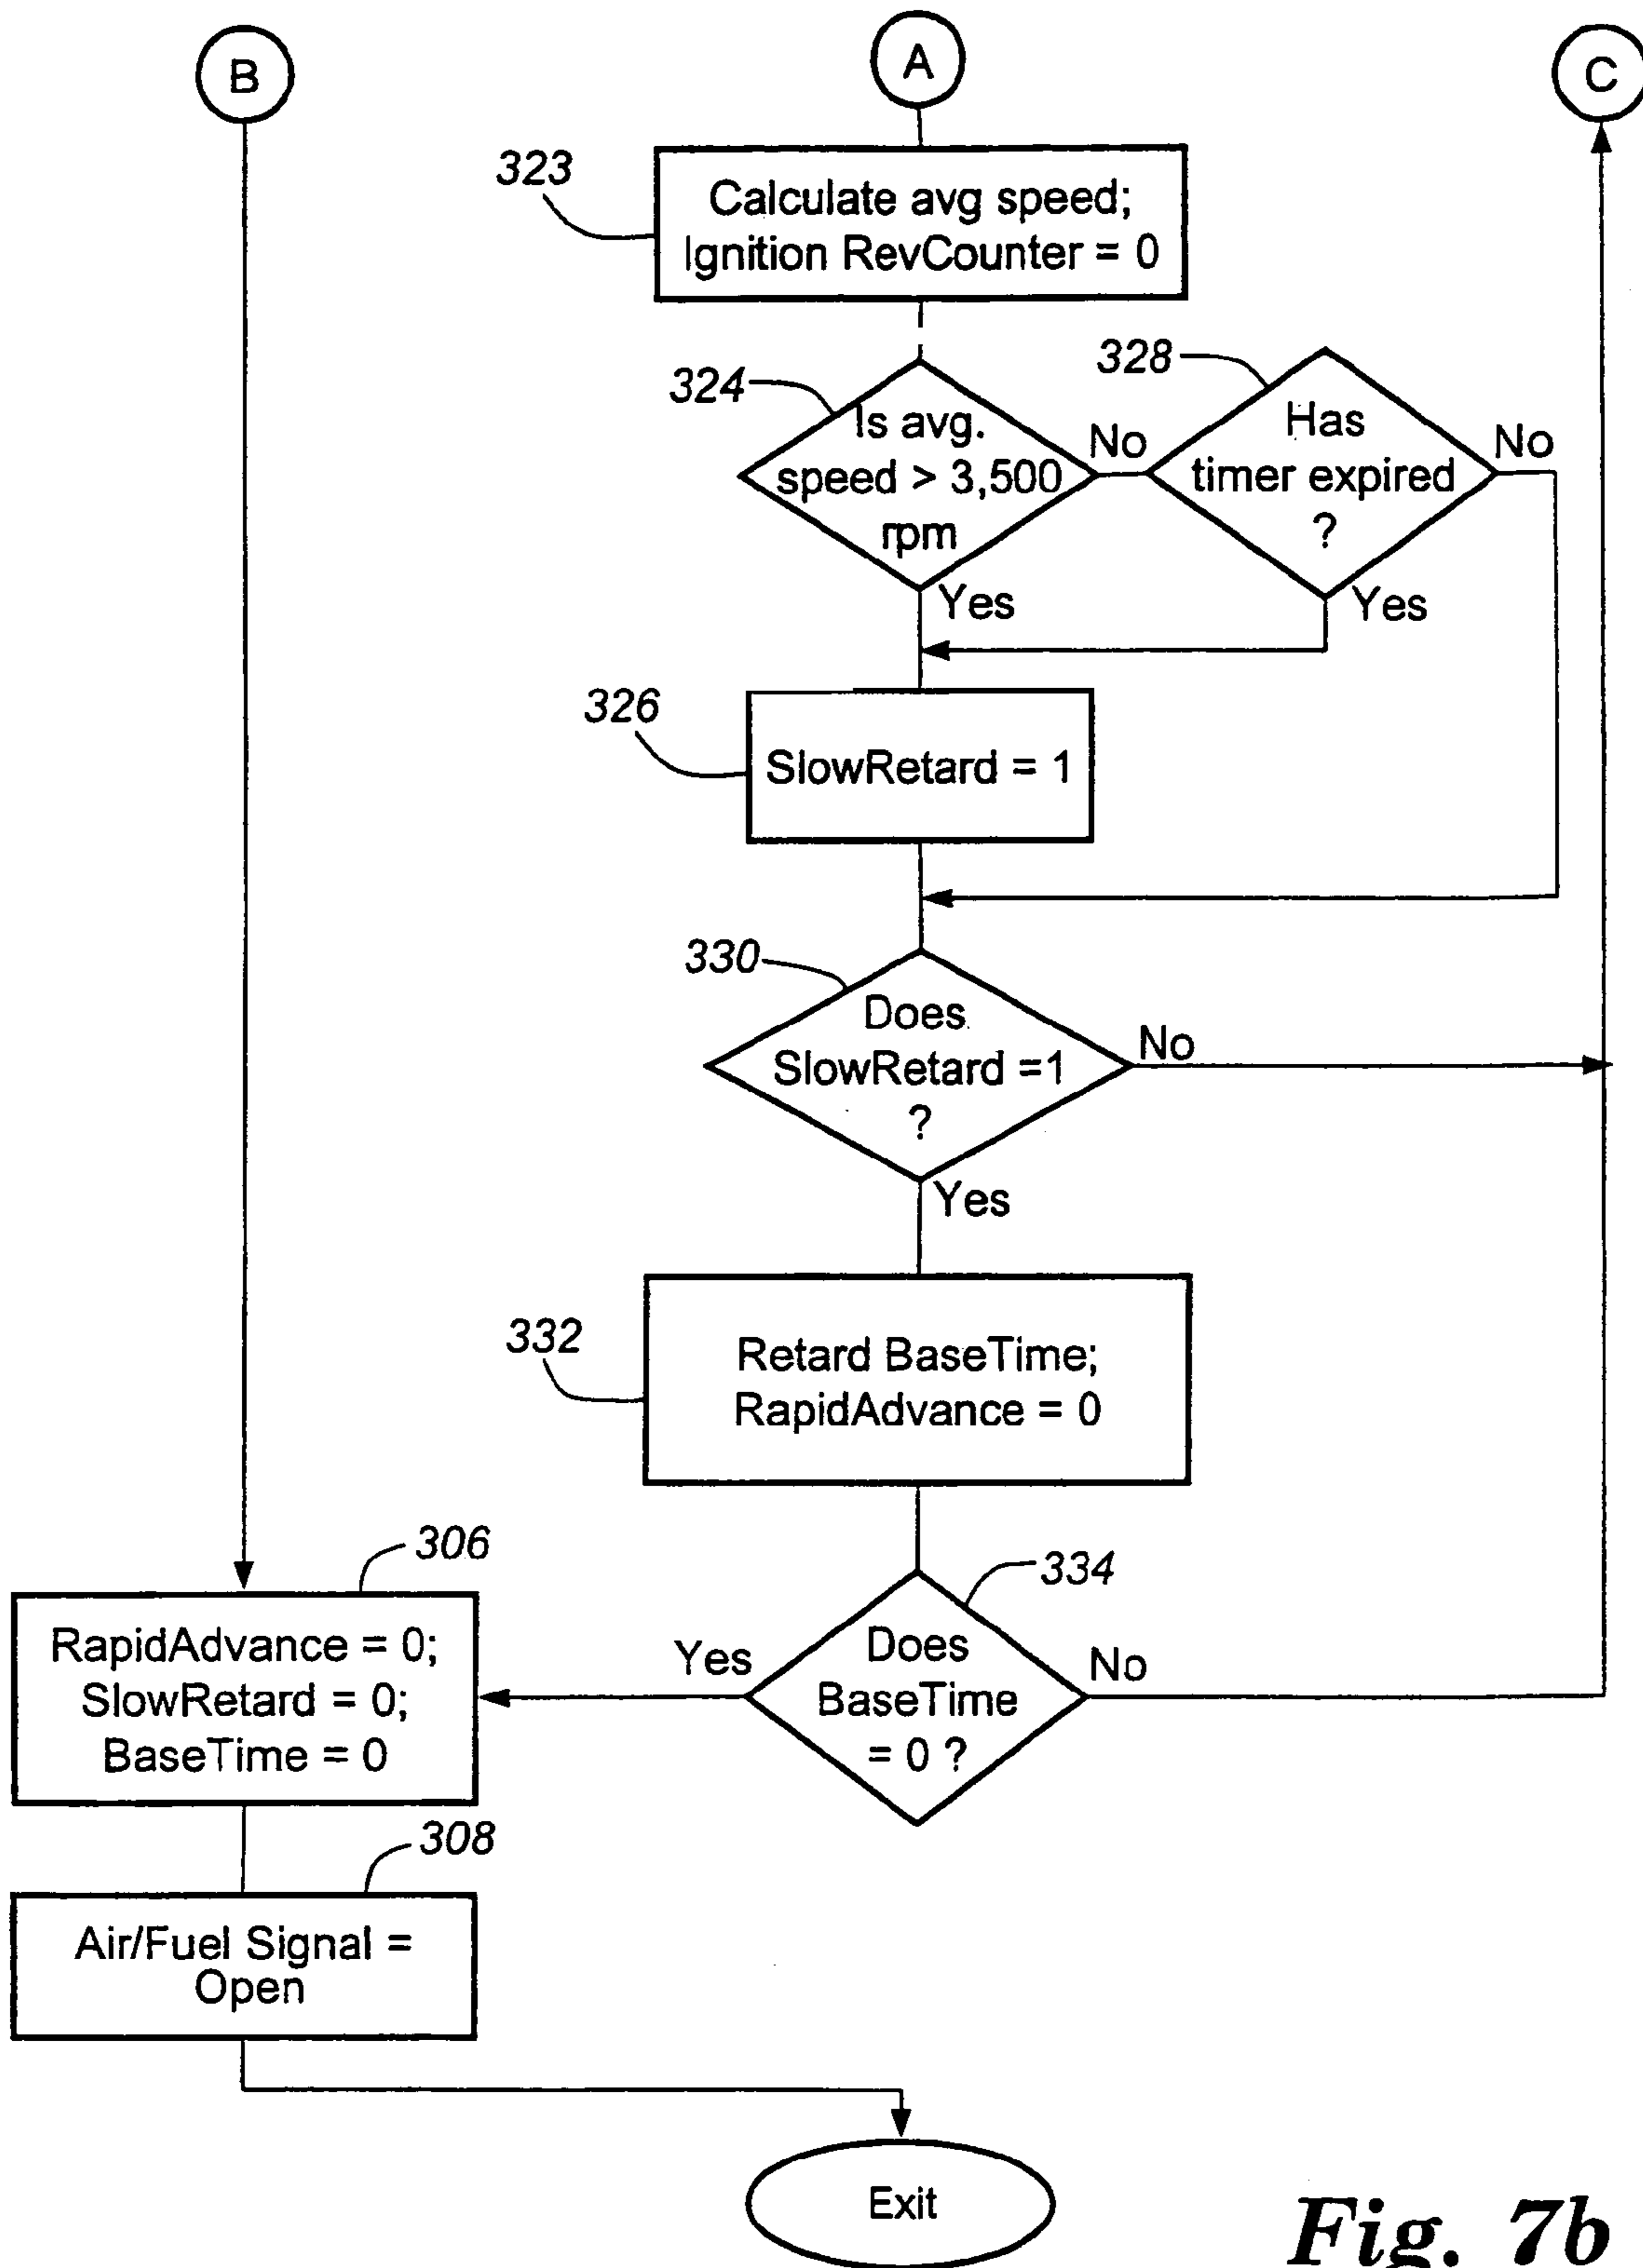 B
A
C
323
Calculate avg speed;
Ignition RevCounter = 0
324
Is avg.
speed > 3,500
rpm
No
Yes
328
Has
timer expired
?
No
Yes
326
SlowRetard = 1
330
Does
SlowRetard =1
?
No
Yes
332
Retard BaseTime;
RapidAdvance = 0
334
Does
BaseTime
= 0 ?
Yes
No
306
RapidAdvance = 0;
SlowRetard = 0;
BaseTime = 0
308
Air/Fuel Signal =
Open
Exit
Fig. 7b